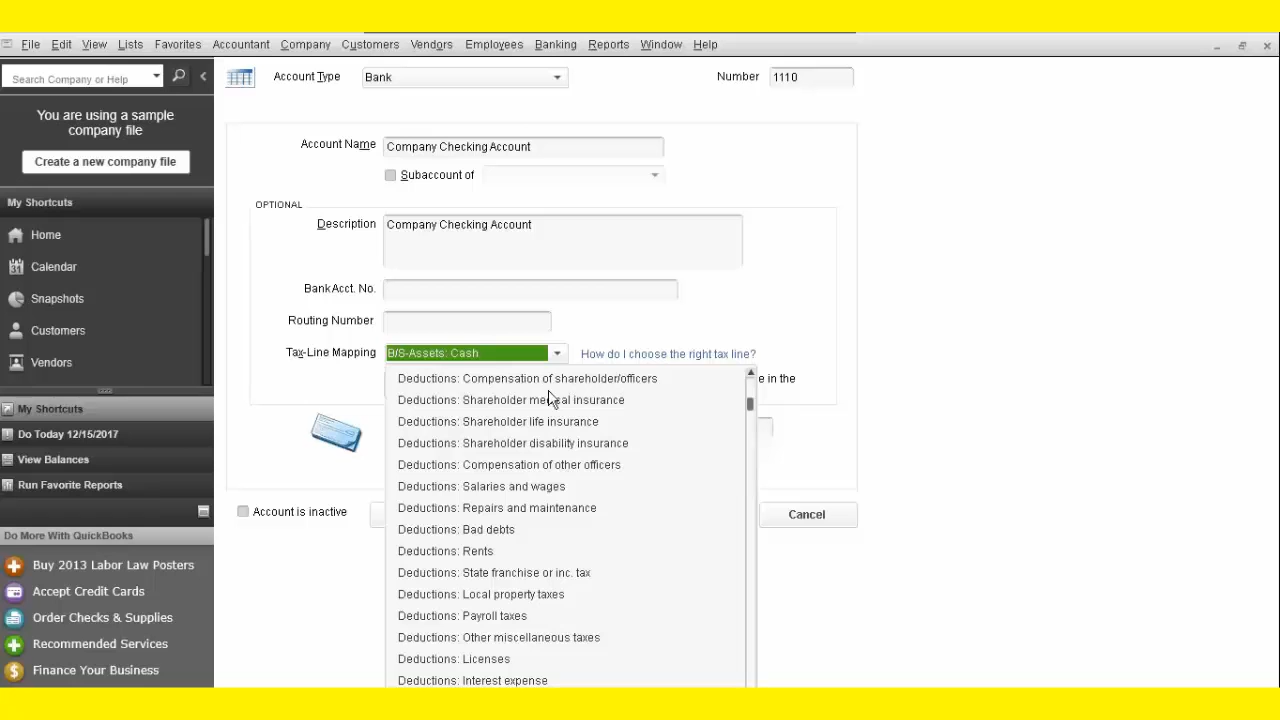 File Edit View Lists Favorites Accountant Company Customers Vendors Employees Banking Reports Window Help
Search Company or Help
You are using a sample
company file
Create a new company file
My Shortcuts
Home
Calendar
Snapshots
Customers
Vendors
My Shortcuts
Do Today 12/15/2017
View Balances
Run Favorite Reports
Do More With QuickBooks
Buy 2013 Labor Law Posters
Accept Credit Cards
Order Checks & Supplies
Recommended Services
Finance Your Business
Account Type Bank Number 1110
Account Name Company Checking Account
Subaccount of
OPTIONAL
Description Company Checking Account
Bank Acct. No.
Routing Number
Tax-Line Mapping B/S-Assets: Cash How do I choose the right tax line?
e in the
Deductions: Compensation of shareholder/officers
Deductions: Shareholder medical insurance
Deductions: Shareholder life insurance
Deductions: Shareholder disability insurance
Deductions: Compensation of other officers
Deductions: Salaries and wages
Deductions: Repairs and maintenance
Deductions: Bad debts
Deductions: Rents
Deductions: State franchise or inc. tax
Deductions: Local property taxes
Deductions: Payroll taxes
Deductions: Other miscellaneous taxes
Deductions: Licenses
Deductions: Interest expense
Account is inactive
Cancel